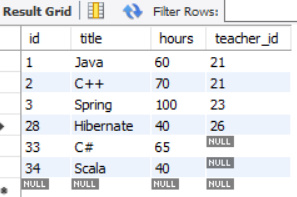 Result Grid Filter Rows:
id title hours teacher_id
1 Java 60 21
2 C++ 70 21
3 Spring 100 23
28 Hibernate 40 26
33 C# 65 NULL
34 Scala 40 NULL
NULL NULL NULL NULL